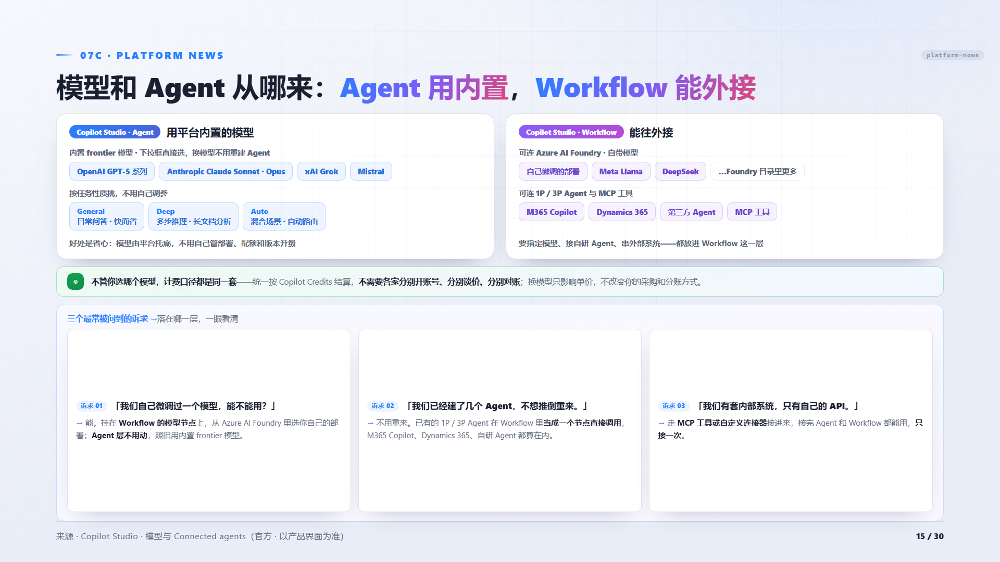 07C · PLATFORM NEWS
platform-news
模型和 Agent 从哪来：Agent 用内置，Workflow 能外接
Copilot Studio · Agent 用平台内置的模型
内置 frontier 模型 · 下拉框直接选，换模型不用重建 Agent
OpenAI GPT-5 系列 Anthropic Claude Sonnet · Opus xAI Grok Mistral
按任务性质挑，不用自己调参
General Deep Auto
日常问答 · 快而省 多步推理 · 长文档分析 混合场景 · 自动路由
好处是省心：模型由平台托底，不用自己管部署、配额和版本升级
Copilot Studio · Workflow 能往外接
可连 Azure AI Foundry · 自带模型
自己微调的部署 Meta Llama DeepSeek …Foundry 目录里更多
可连 1P / 3P Agent 与 MCP 工具
M365 Copilot Dynamics 365 第三方 Agent MCP 工具
要指定模型、接自研 Agent、串外部系统——都放进 Workflow 这一层
不管你选哪个模型，计费口径都是同一套——统一按 Copilot Credits 结算，不需要各家分别开账号、分别谈价、分别对账；换模型只影响单价，不改变你的采购和分账方式。
三个最常被问到的诉求 →落在哪一层，一眼看清
诉求 01 「我们自己微调过一个模型，能不能用？」
→ 能。挂在 Workflow 的模型节点上，从 Azure AI Foundry 里选你自己的部
署；Agent 层不用动，照旧用内置 frontier 模型。
诉求 02 「我们已经建了几个 Agent，不想推倒重来。」
→ 不用重来。已有的 1P / 3P Agent 在 Workflow 里当成一个节点直接调用，
M365 Copilot、Dynamics 365、自研 Agent 都算在内。
诉求 03 「我们有套内部系统，只有自己的 API。」
→ 走 MCP 工具或自定义连接器接进来，接完 Agent 和 Workflow 都能用，只
接一次。
来源 · Copilot Studio · 模型与 Connected agents（官方 · 以产品界面为准）
15 / 30